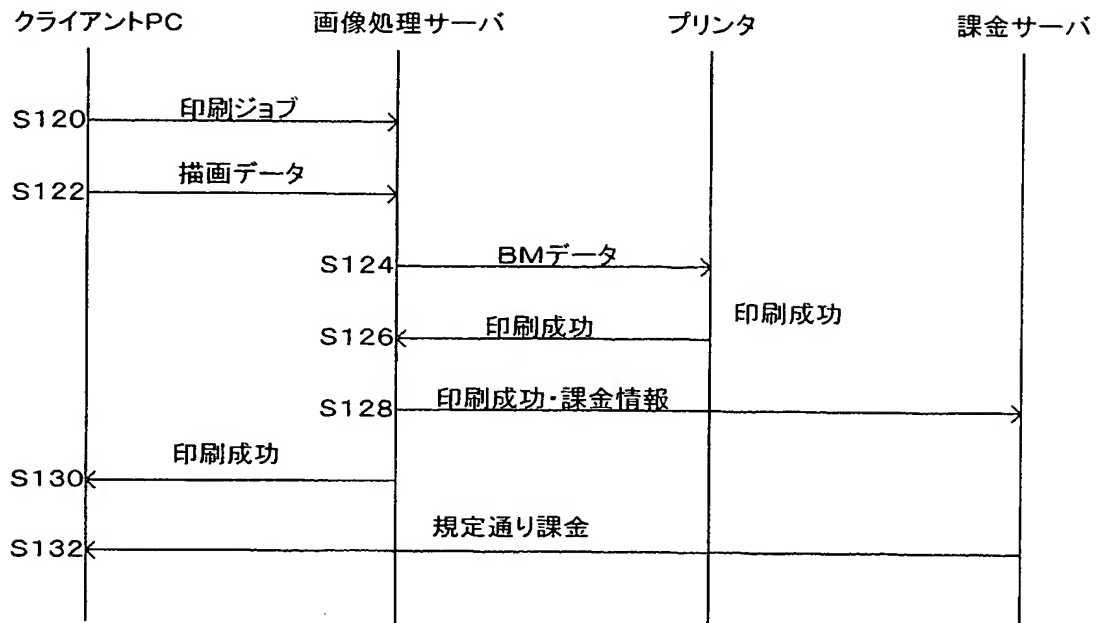 クライアントPC
画像処理サーバ
プリンタ
課金サーバ
S120
印刷ジョブ
S122
描画データ
S124
BMデータ
S126
印刷成功
印刷成功
S128
印刷成功・課金情報
S130
印刷成功
S132
規定通り課金